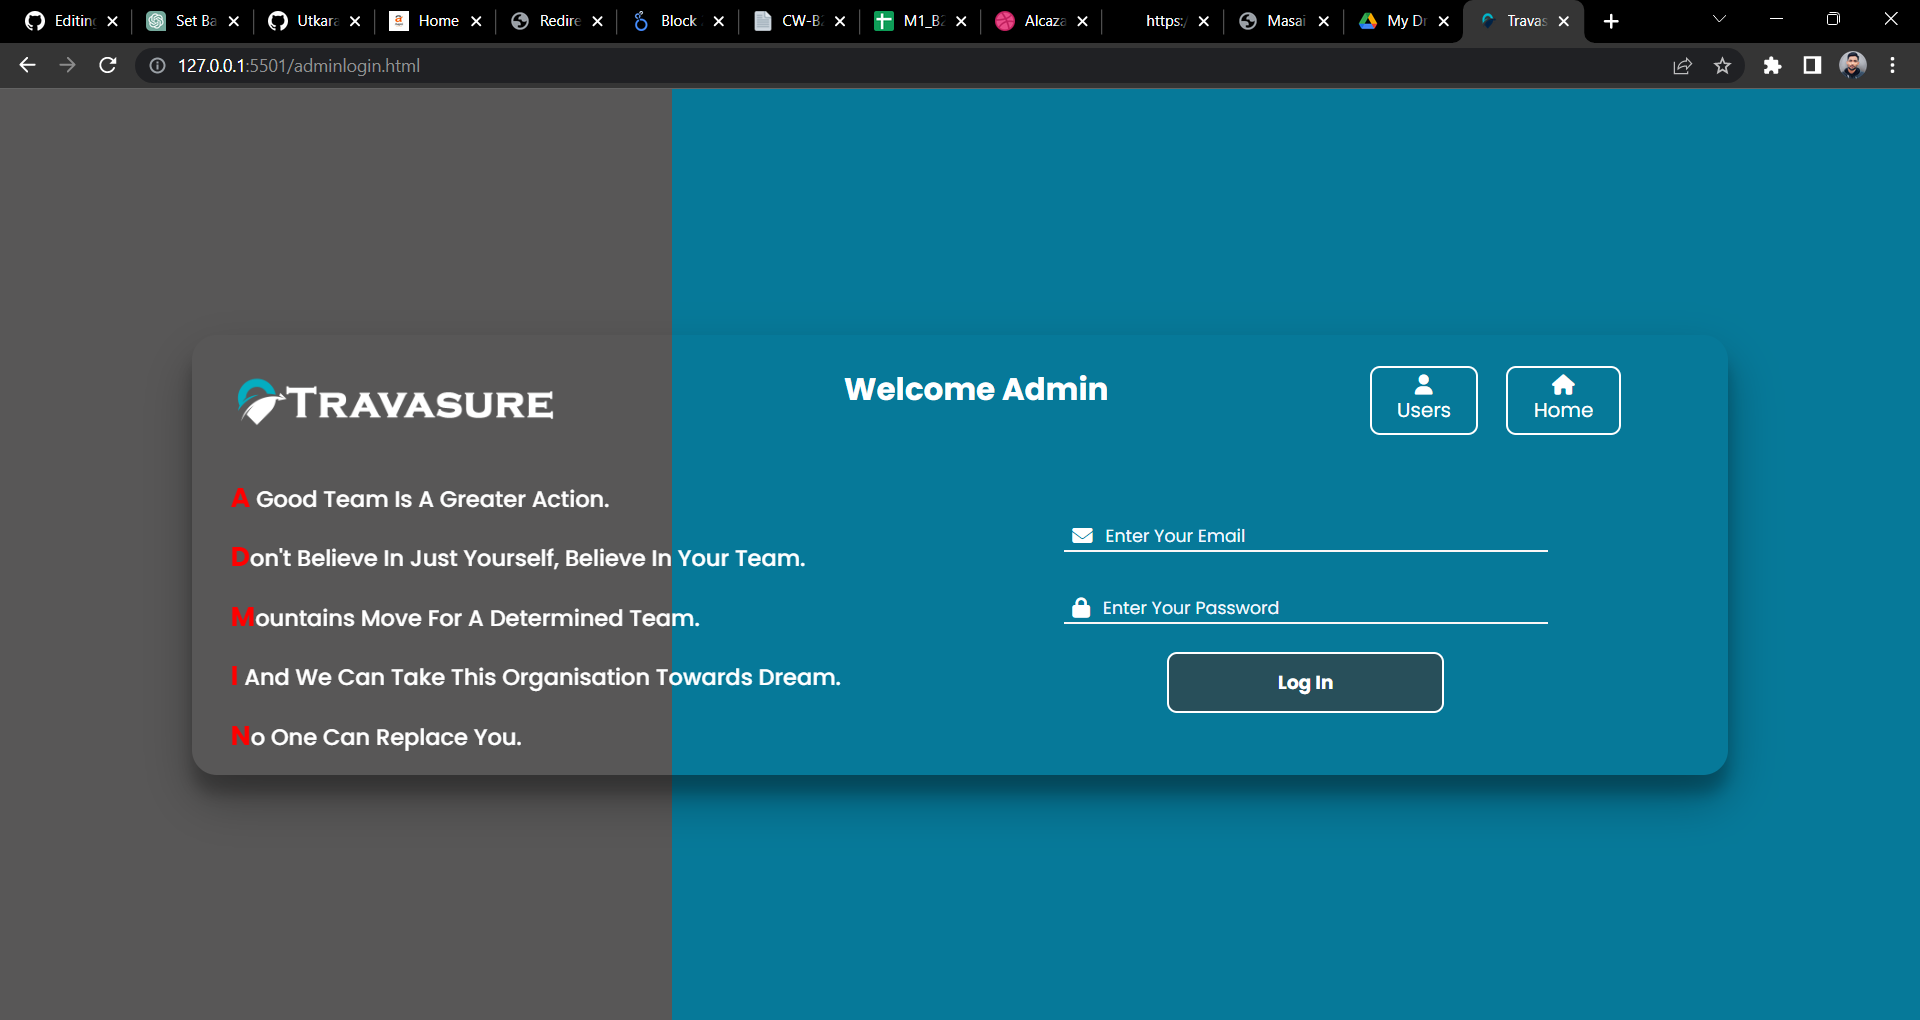 Editing
Set Ba
Utkara
Home
Redire
Block
CW-B
M1_B2
Alcaza
https:/
Masai
My Dr
Travas
127.0.0.1:5501/adminlogin.html
TRAVASURE
Welcome Admin
Users
Home
A Good Team Is A Greater Action.
Don't Believe In Just Yourself, Believe In Your Team.
Mountains Move For A Determined Team.
I And We Can Take This Organisation Towards Dream.
No One Can Replace You.
Enter Your Email
Enter Your Password
Log In